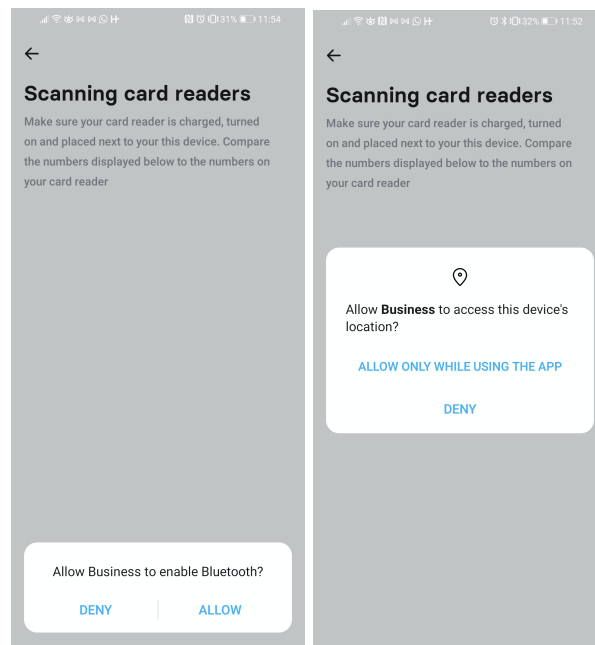 31% 11:54
Scanning card readers
Make sure your card reader is charged, turned
on and placed next to your this device. Compare
the numbers displayed below to the numbers on
your card reader
Allow Business to enable Bluetooth?
DENY
ALLOW
32% 11:52
Scanning card readers
Make sure your card reader is charged, turned
on and placed next to your this device. Compare
the numbers displayed below to the numbers on
your card reader
Allow Business to access this device's
location?
ALLOW ONLY WHILE USING THE APP
DENY